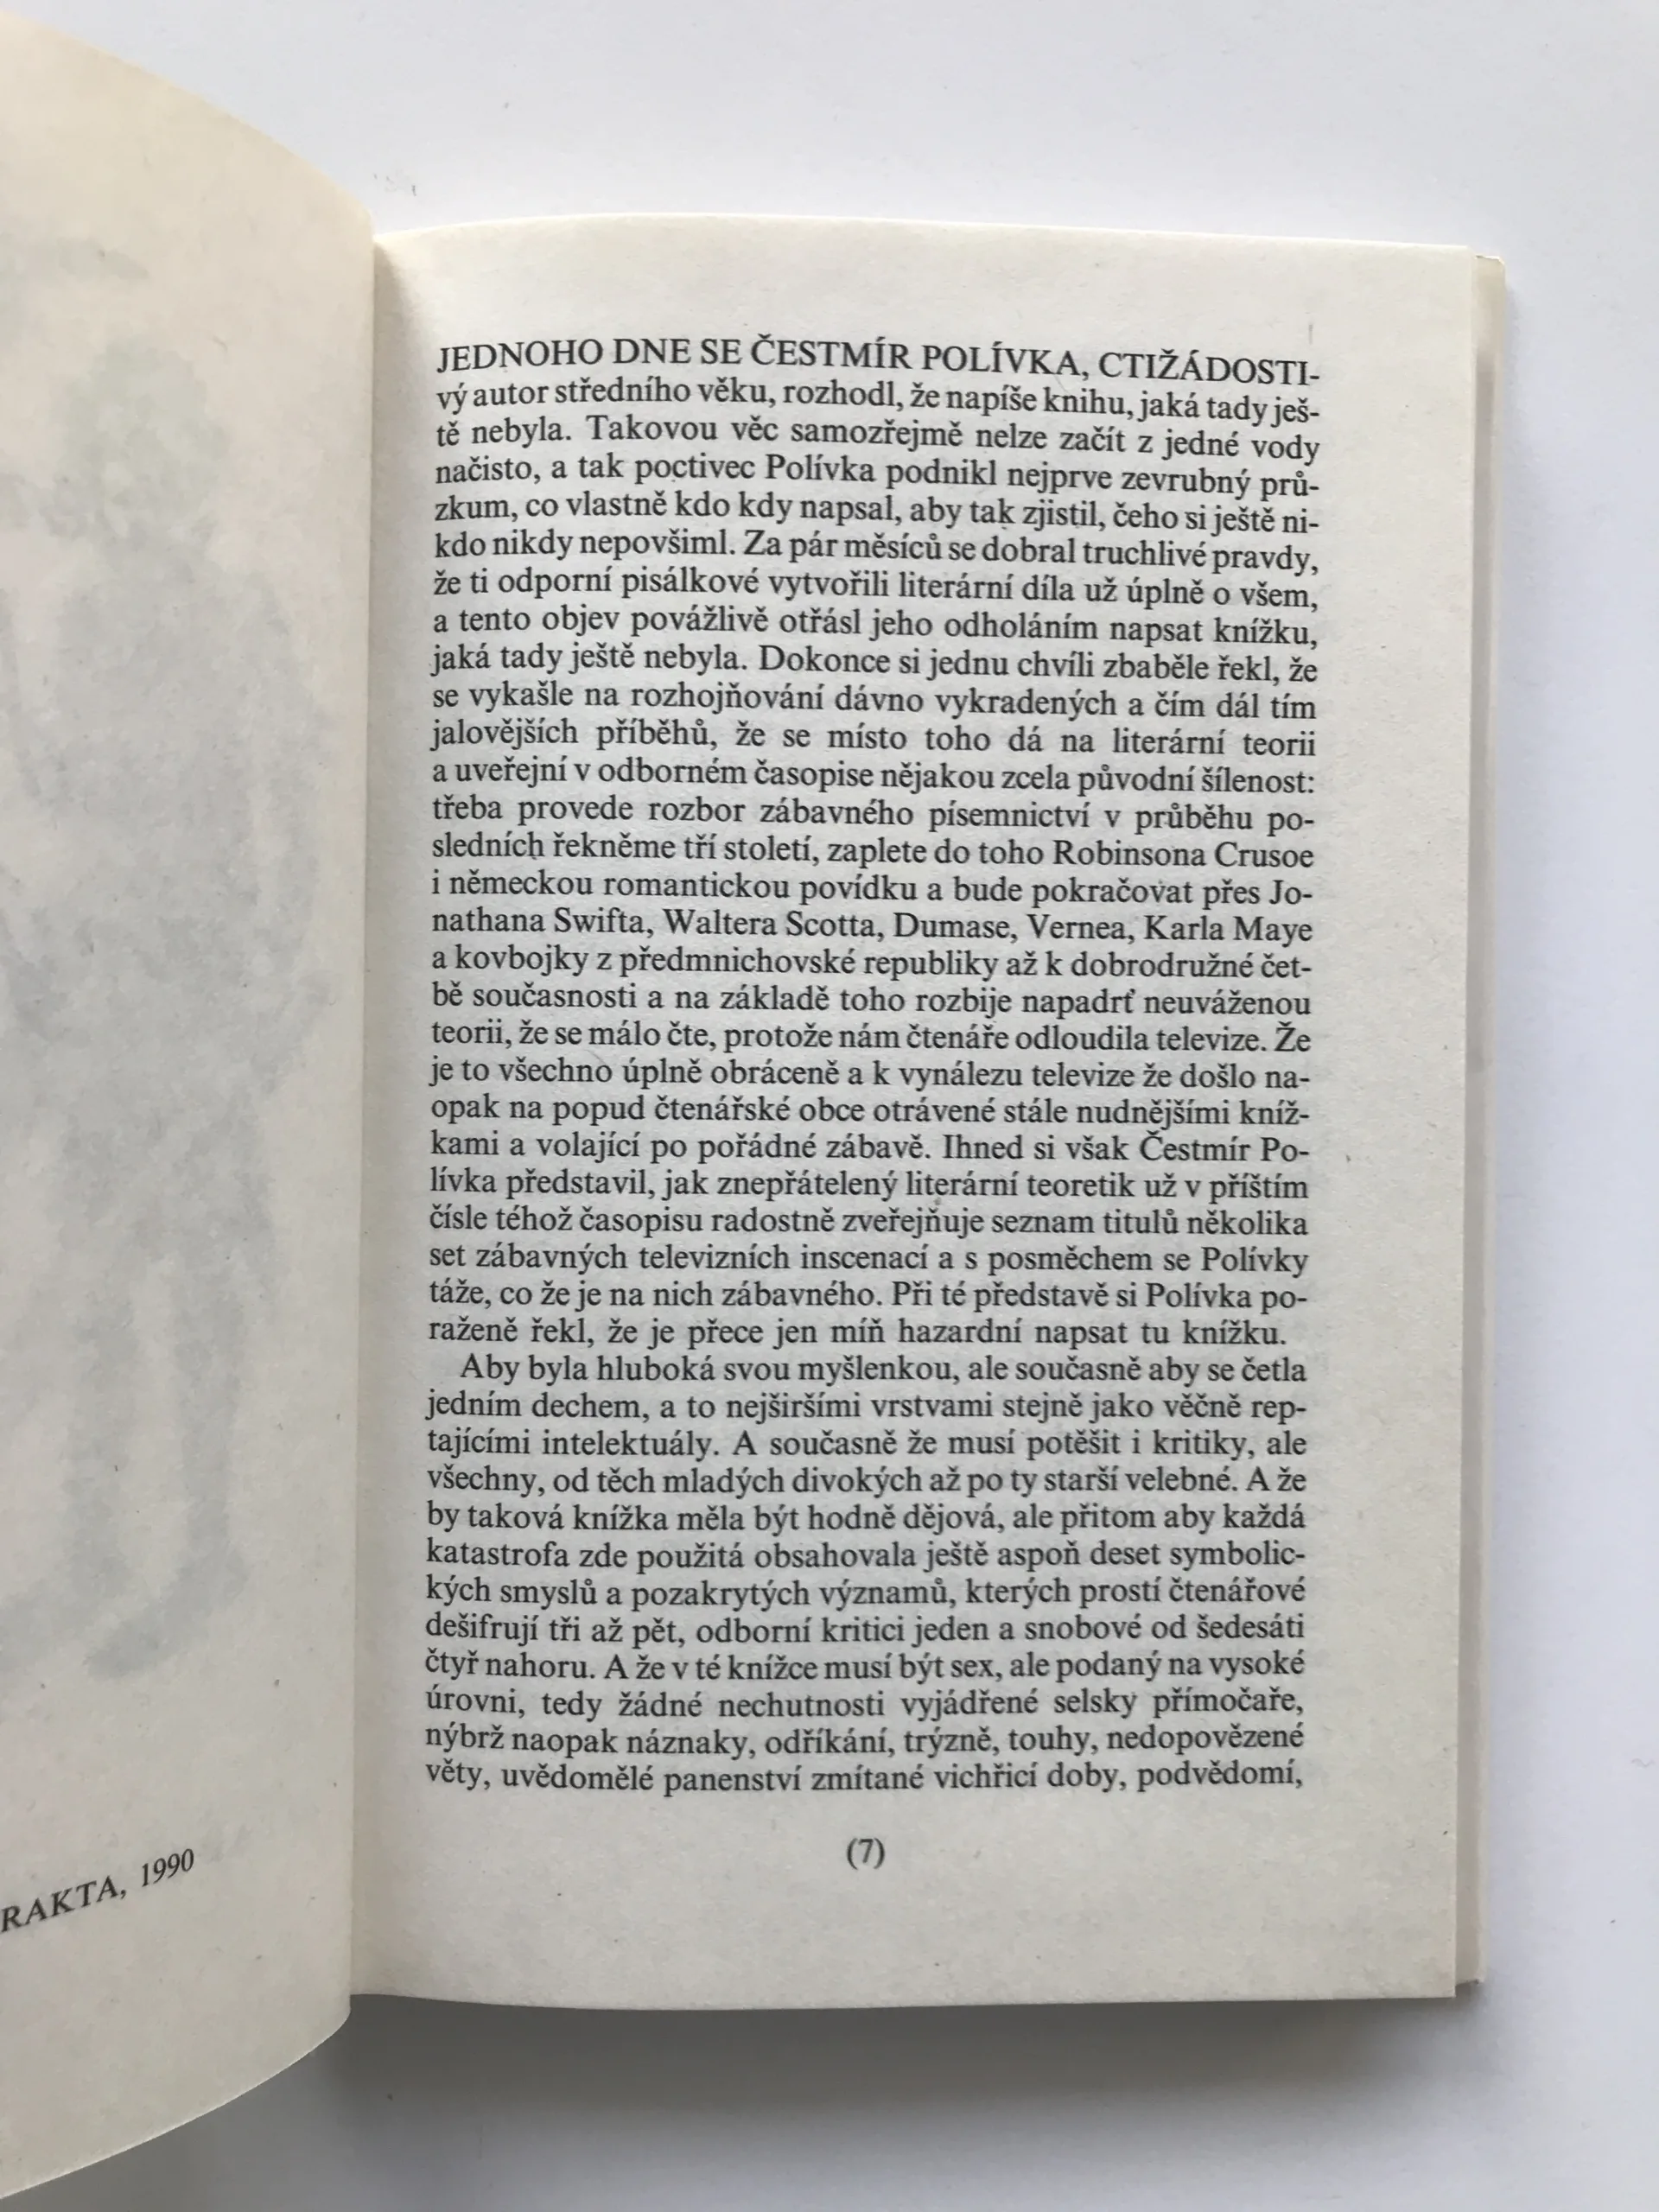 JEDNOHO DNE SE ČESTMÍR POLÍVKA, CTIŽÁDOSTI-
vý autor středního věku, rozhodl, že napíše knihu, jaká tady ješ-
tě nebyla. Takovou věc samozřejmě nelze začít z jedné vody
načisto, a tak poctivec Polívka podnikl nejprve zevrubný prů-
zkum, co vlastně kdo kdy napsal, aby tak zjistil, čeho si ještě ni-
kdo nikdy nepovšiml. Za pár měsíců se dobral truchlivé pravdy,
že ti odporní pisálkové vytvořili literární díla už úplně o všem,
a tento objev povážlivě otřásl jeho odholáním napsat knížku,
jaká tady ještě nebyla. Dokonce si jednu chvíli zbaběle řekl, že
se vykašle na rozhojňování dávno vykradených a čím dál tím
jalovějších příběhů, že se místo toho dá na literární teorii
a uveřejní v odborném časopise nějakou zcela původní šílenost:
třeba provede rozbor zábavného písemnictví v průběhu po-
sledních řekněme tří století, zaplete do toho Robinsona Crusoe
i německou romantickou povídku a bude pokračovat přes Jo-
nathana Swifta, Waltera Scotta, Dumase, Vernea, Karla Maye
a kovbojky z předmnichovské republiky až k dobrodružné čet-
bě současnosti a na základě toho rozbije napadrť neuváženou
teorii, že se málo čte, protože nám čtenáře odloudila televize. Že
je to všechno úplně obráceně a k vynálezu televize že došlo na-
opak na popud čtenářské obce otrávené stále nudnějšími kníž-
kami a volající po pořádné zábavě. Ihned si však Čestmír Po-
lívka představil, jak znepřátelený literární teoretik už v příštím
čísle téhož časopisu radostně zveřejňuje seznam titulů několika
set zábavných televizních inscenací a s posměchem se Polívky
táže, co že je na nich zábavného. Při té představě si Polívka po-
raženě řekl, že je přece jen míň hazardní napsat tu knížku.
Aby byla hluboká svou myšlenkou, ale současně aby se četla
jedním dechem, a to nejširšími vrstvami stejně jako věčně rep-
tajícími intelektuály. A současně že musí potěšit i kritiky, ale
všechny, od těch mladých divokých až po ty starší velebné. A že
by taková knížka měla být hodně dějová, ale přitom aby každá
katastrofa zde použitá obsahovala ještě aspoň deset symbolic-
kých smyslů a pozakrytých významů, kterých prostí čtenářové
dešifrují tři až pět, odborní kritici jeden a snobové od šedesáti
čtyř nahoru. A že v té knížce musí být sex, ale podaný na vysoké
úrovni, tedy žádné nechutnosti vyjádřené selsky přímočaře,
nýbrž naopak náznaky, odříkání, trýzně, touhy, nedopovězené
věty, uvědomělé panenství zmítané vichřicí doby, podvědomí,
(7)
RAKTA, 1990